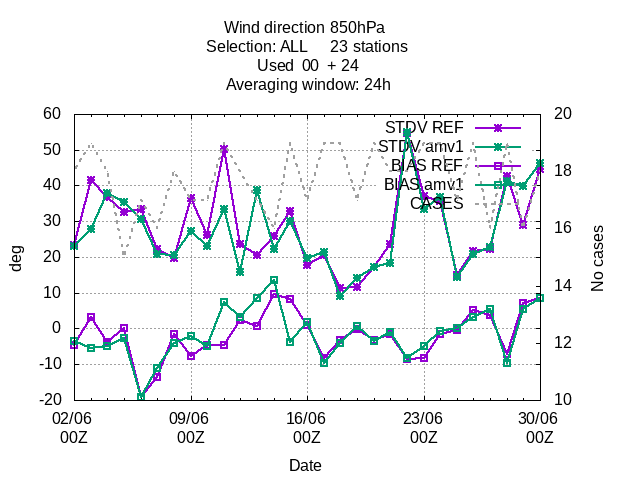 Wind direction 850hPa
Selection: ALL     23 stations
Used  00  + 24
Averaging window: 24h
60
50
40
30
20
10
0
-10
-20
deg
20
18
16
14
12
10
No cases
STDV REF
STDV amv1
BIAS REF
BIAS amv1
CASES
02/06
00Z
09/06
00Z
16/06
00Z
23/06
00Z
30/06
00Z
Date